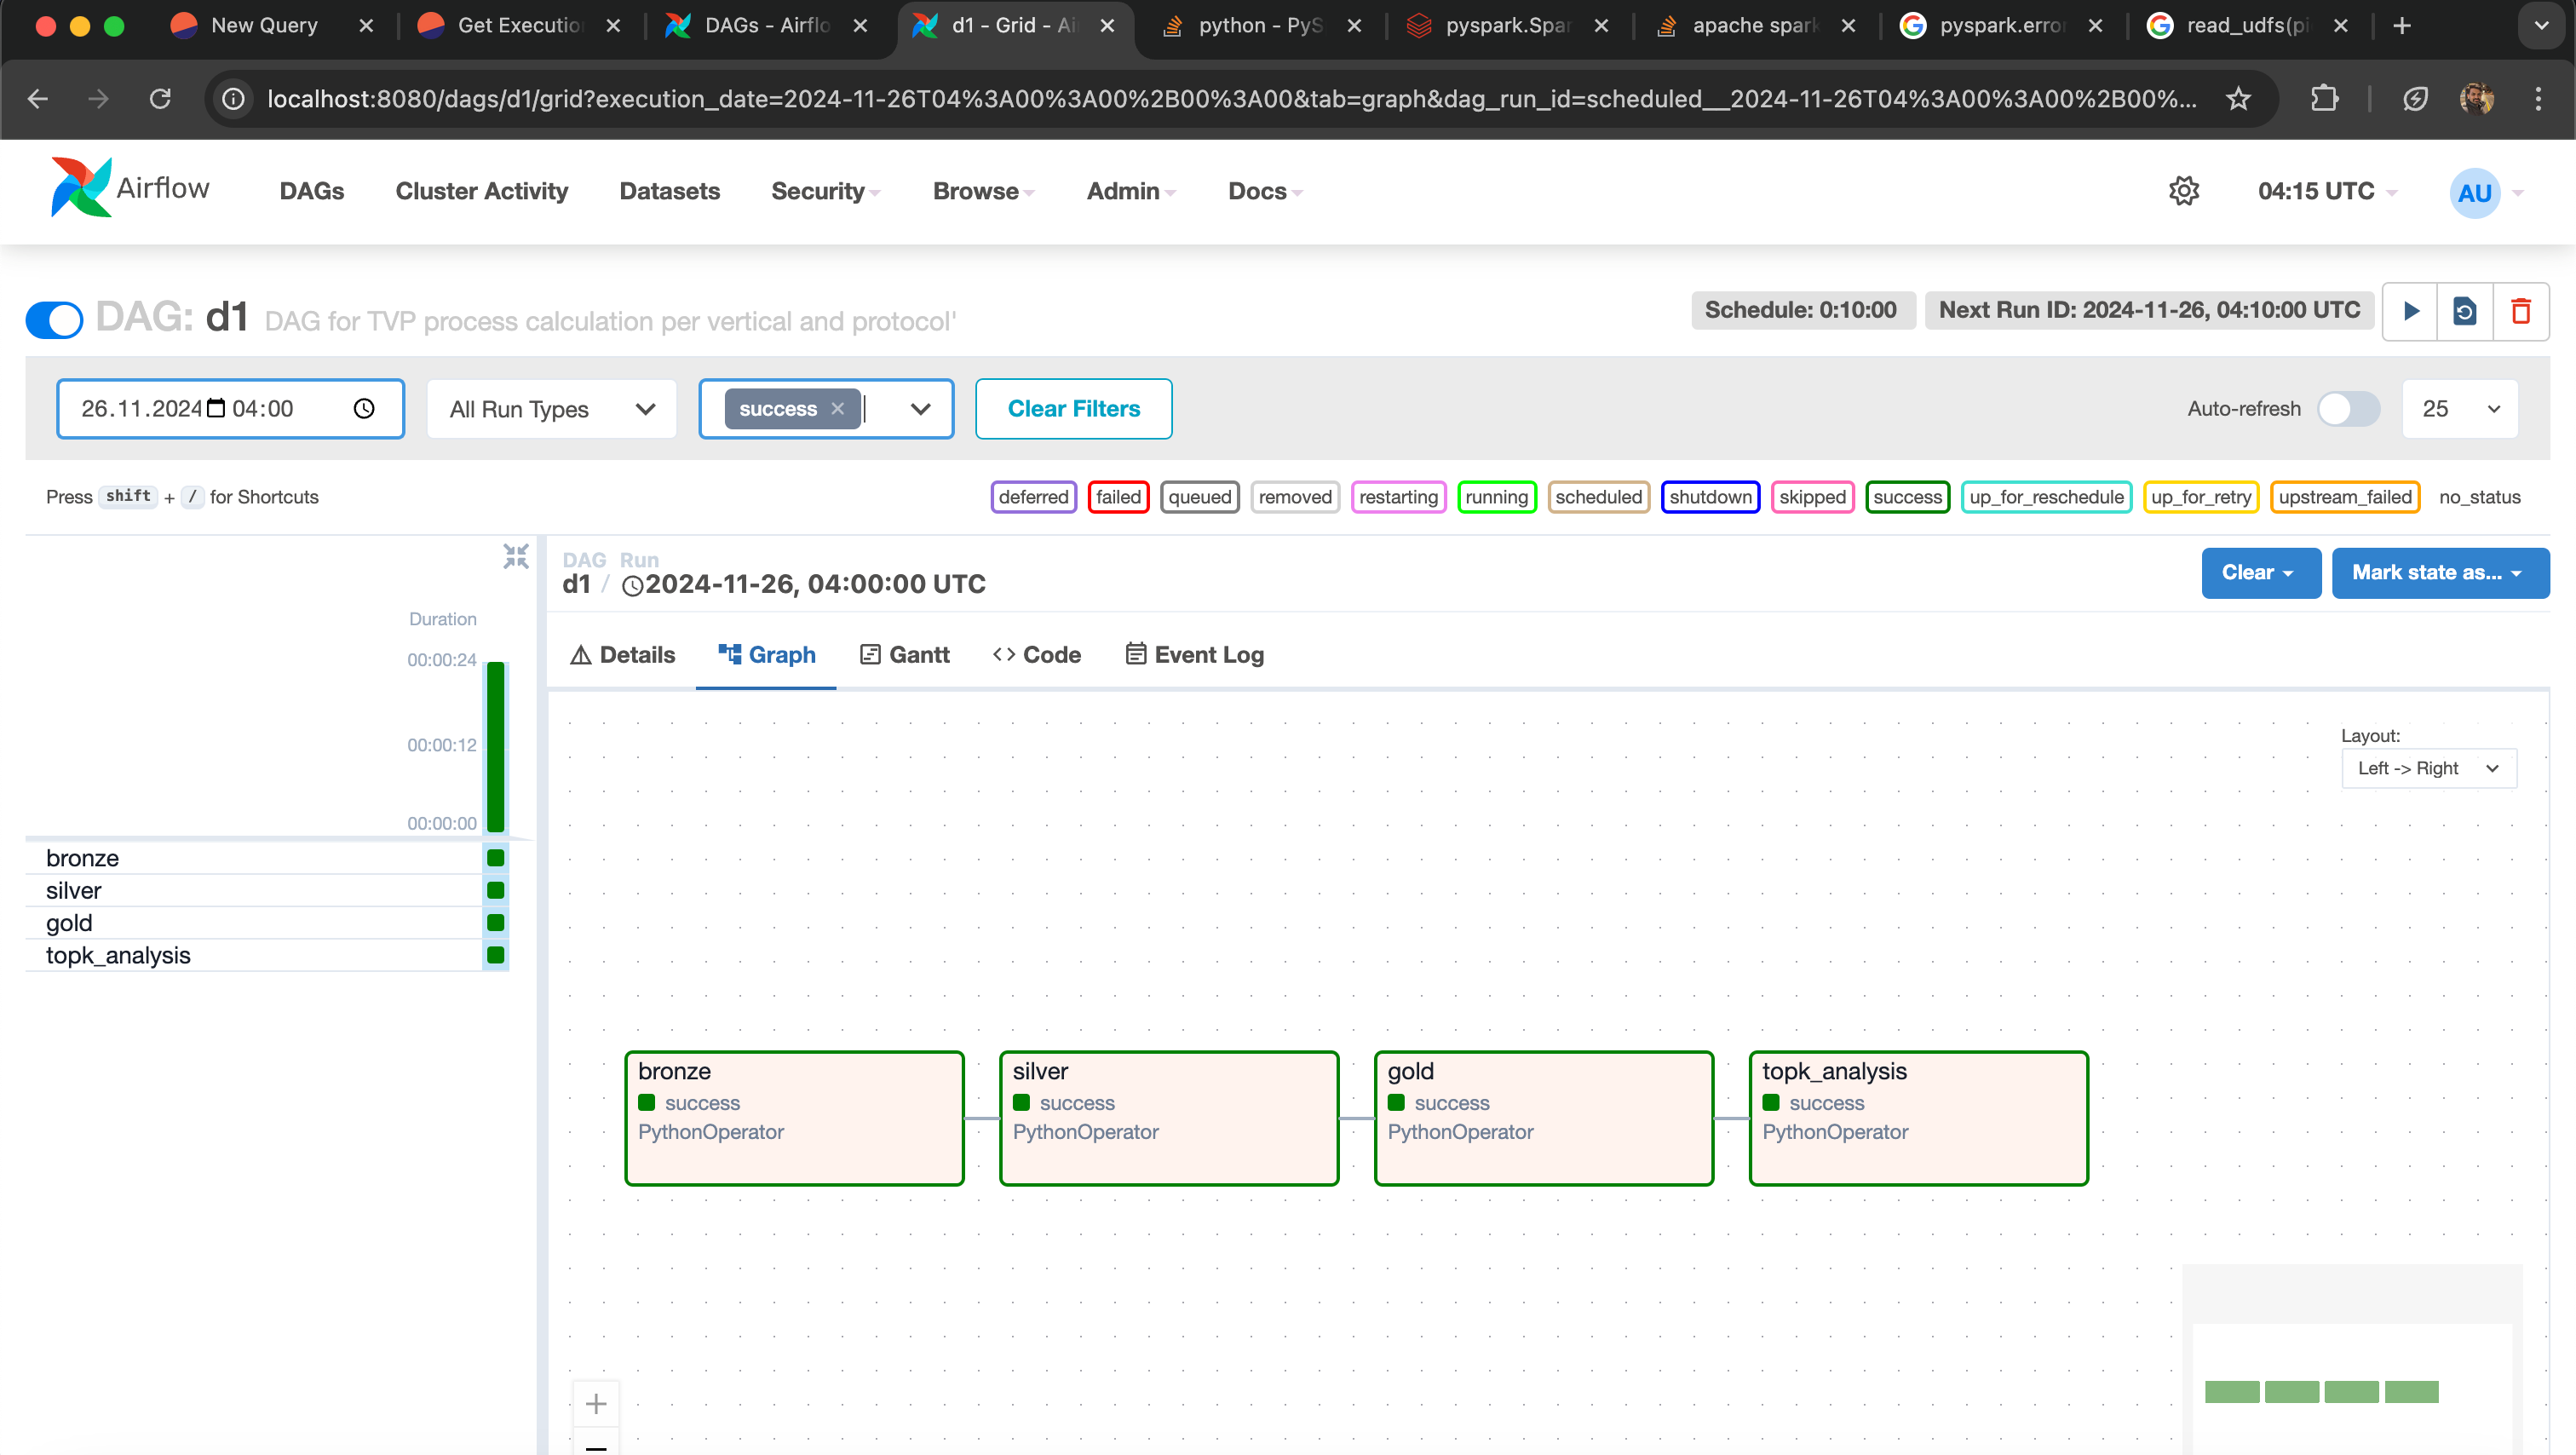 New Query
Get Executio
DAGs - Airflo
d1 - Grid - Ai
python - PyS
pyspark.Spar
apache spark
pyspark.error
read_udfs(pi
localhost:8080/dags/d1/grid?execution_date=2024-11-26T04%3A00%3A00%2B00%3A00&tab=graph&dag_run_id=scheduled__2024-11-26T04%3A00%3A00%2B00%...
Airflow DAGs Cluster Activity Datasets Security Browse Admin Docs 04:15 UTC AU
DAG: d1 DAG for TVP process calculation per vertical and protocol' Schedule: 0:10:00 Next Run ID: 2024-11-26, 04:10:00 UTC
26.11.2024 04:00 All Run Types success Clear Filters Auto-refresh 25
Press shift + / for Shortcuts deferred failed queued removed restarting running scheduled shutdown skipped success up_for_reschedule up_for_retry upstream_failed no_status
DAG Run
d1 / 2024-11-26, 04:00:00 UTC
Clear Mark state as...
Details Graph Gantt Code Event Log
Duration
00:00:24
00:00:12
00:00:00
bronze
silver
gold
topk_analysis
Layout:
Left -> Right
bronze
success
PythonOperator
silver
success
PythonOperator
gold
success
PythonOperator
topk_analysis
success
PythonOperator